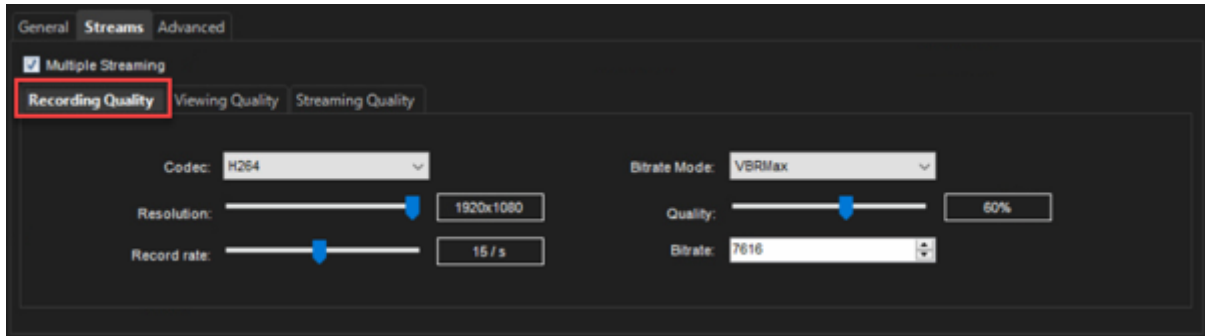 General Streams Advanced
Multiple Streaming
Recording Quality Viewing Quality Streaming Quality
Codec: H264 Bitrate Mode: VBRMax
Resolution: 1920x1080 Quality: 60%
Record rate: 15 / s Bitrate: 7616